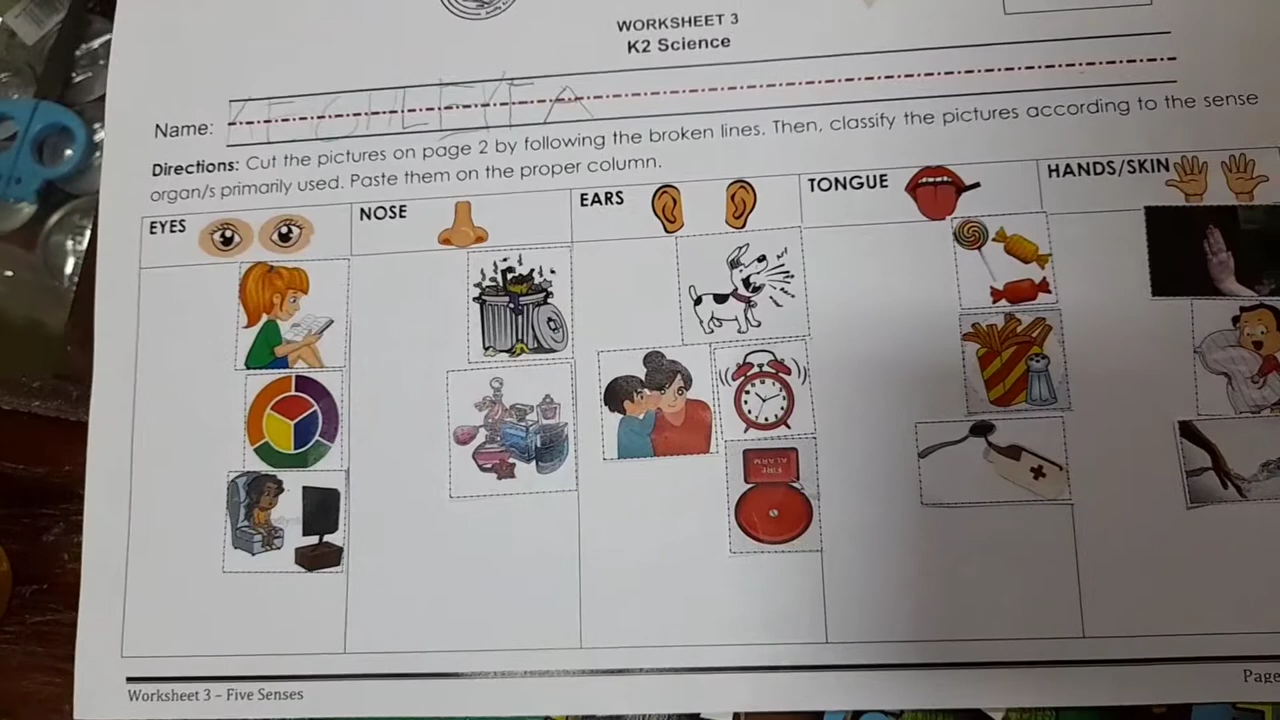 WORKSHEET 3
K2 Science
Name:
Directions: Cut the pictures on page 2 by following the broken lines. Then, classify the pictures according to the sense
organ/s primarily used. Paste them on the proper column.
EYES NOSE EARS TONGUE HANDS/SKIN
FIRE
ALARM
Worksheet 3 – Five Senses
Page